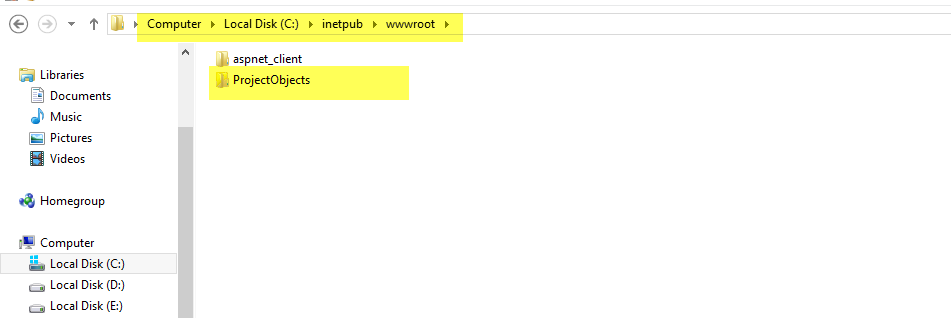 Computer Local Disk (C:) inetpub wwwroot
aspnet_client
ProjectObjects
Libraries
Documents
Music
Pictures
Videos
Homegroup
Computer
Local Disk (C:)
Local Disk (D:)
Local Disk (E:)